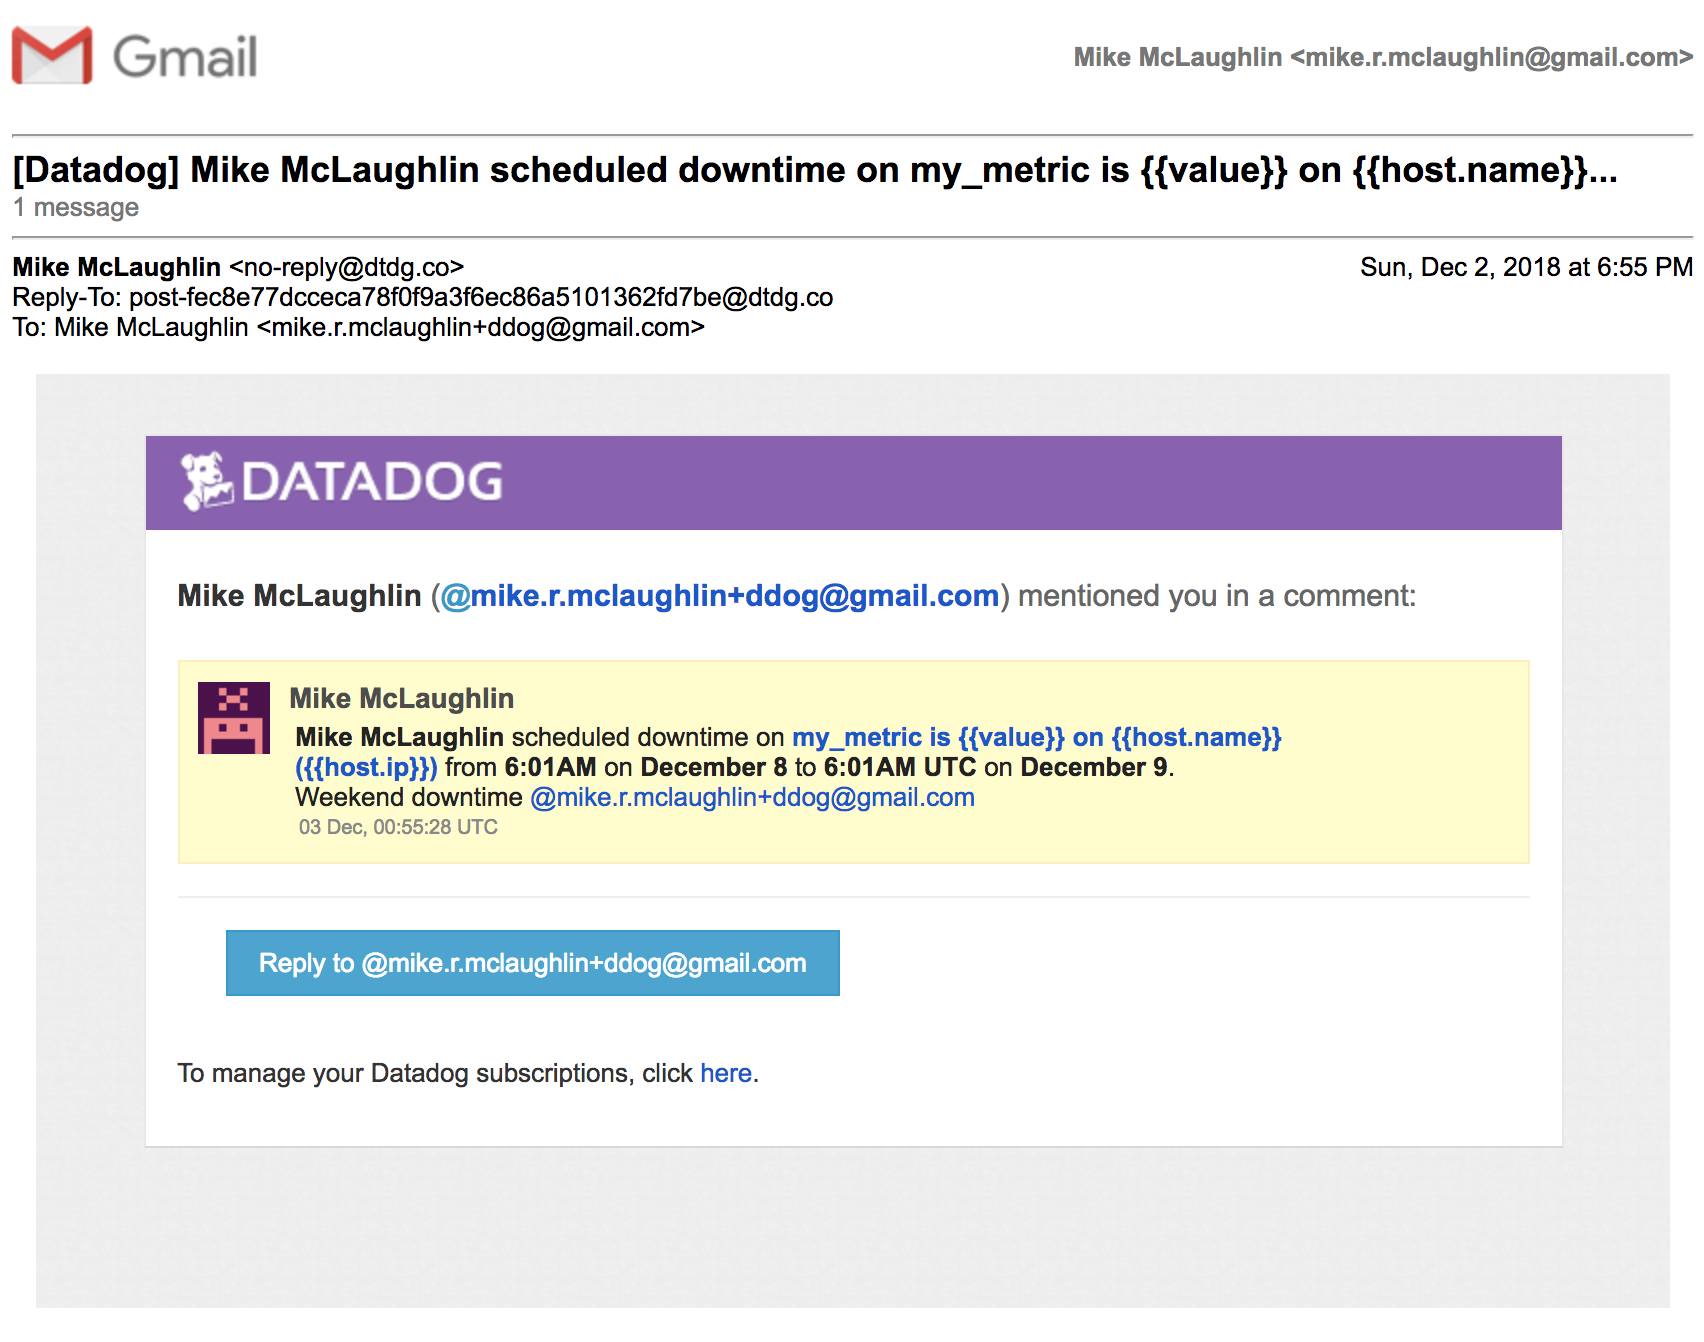 Gmail
Mike McLaughlin <mike.r.mclaughlin@gmail.com>
[Datadog] Mike McLaughlin scheduled downtime on my_metric is {{value}} on {{host.name}}...
1 message
Mike McLaughlin <no-reply@dtdg.co>
Sun, Dec 2, 2018 at 6:55 PM
Reply-To: post-fec8e77dcceca78f0f9a3f6ec86a5101362fd7be@dtdg.co
To: Mike McLaughlin <mike.r.mclaughlin+ddog@gmail.com>
DATADOG
Mike McLaughlin (@mike.r.mclaughlin+ddog@gmail.com) mentioned you in a comment:
Mike McLaughlin
Mike McLaughlin scheduled downtime on my_metric is {{value}} on {{host.name}}
({{host.ip}}) from 6:01AM on December 8 to 6:01AM UTC on December 9.
Weekend downtime @mike.r.mclaughlin+ddog@gmail.com
03 Dec, 00:55:28 UTC
Reply to @mike.r.mclaughlin+ddog@gmail.com
To manage your Datadog subscriptions, click here.